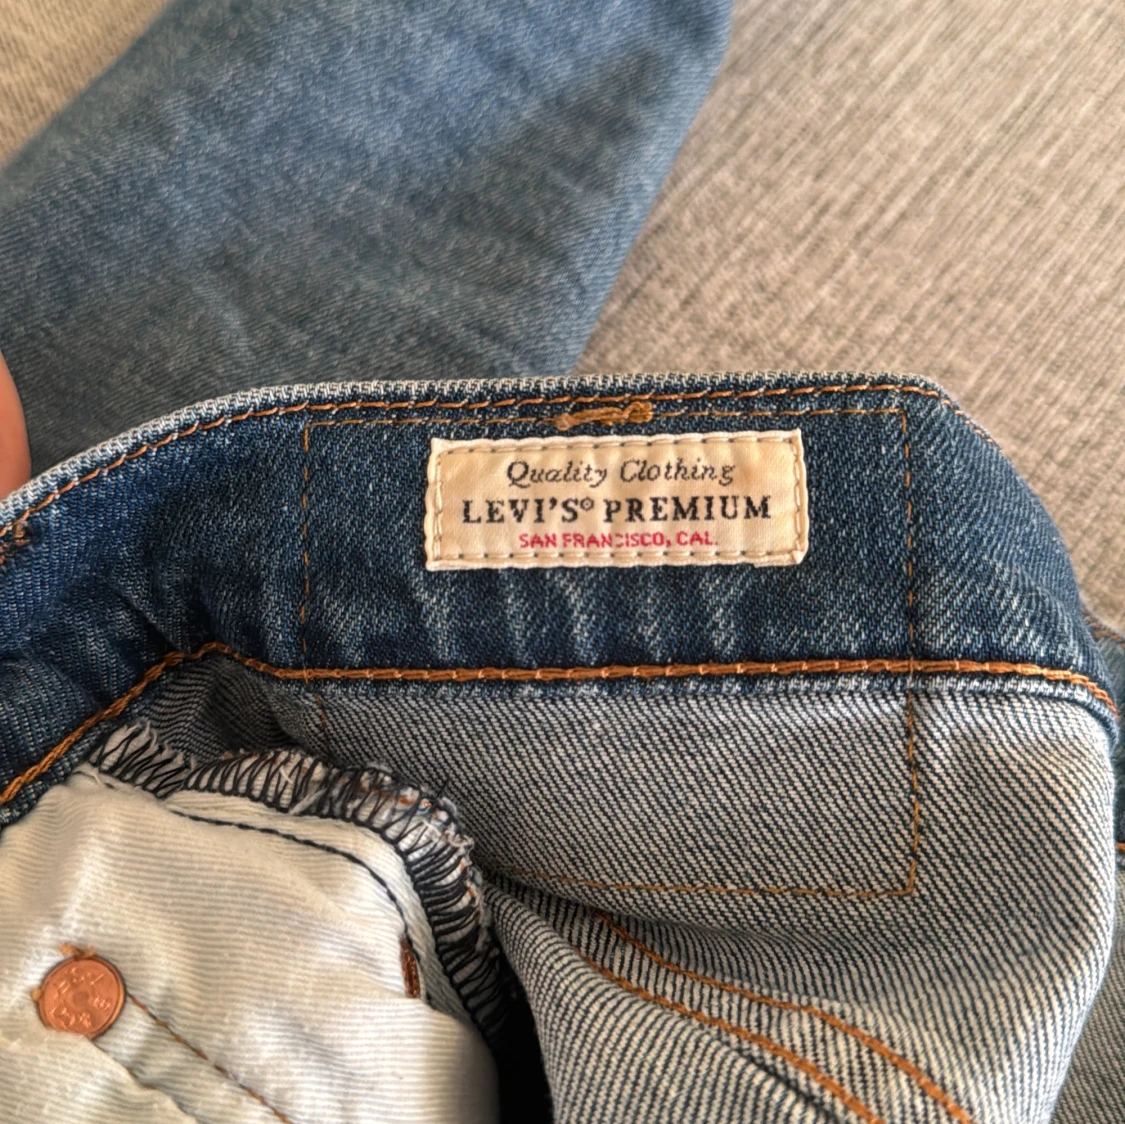 Quality Clothing
LEVI'S® PREMIUM
SAN FRANCISCO, CAL.